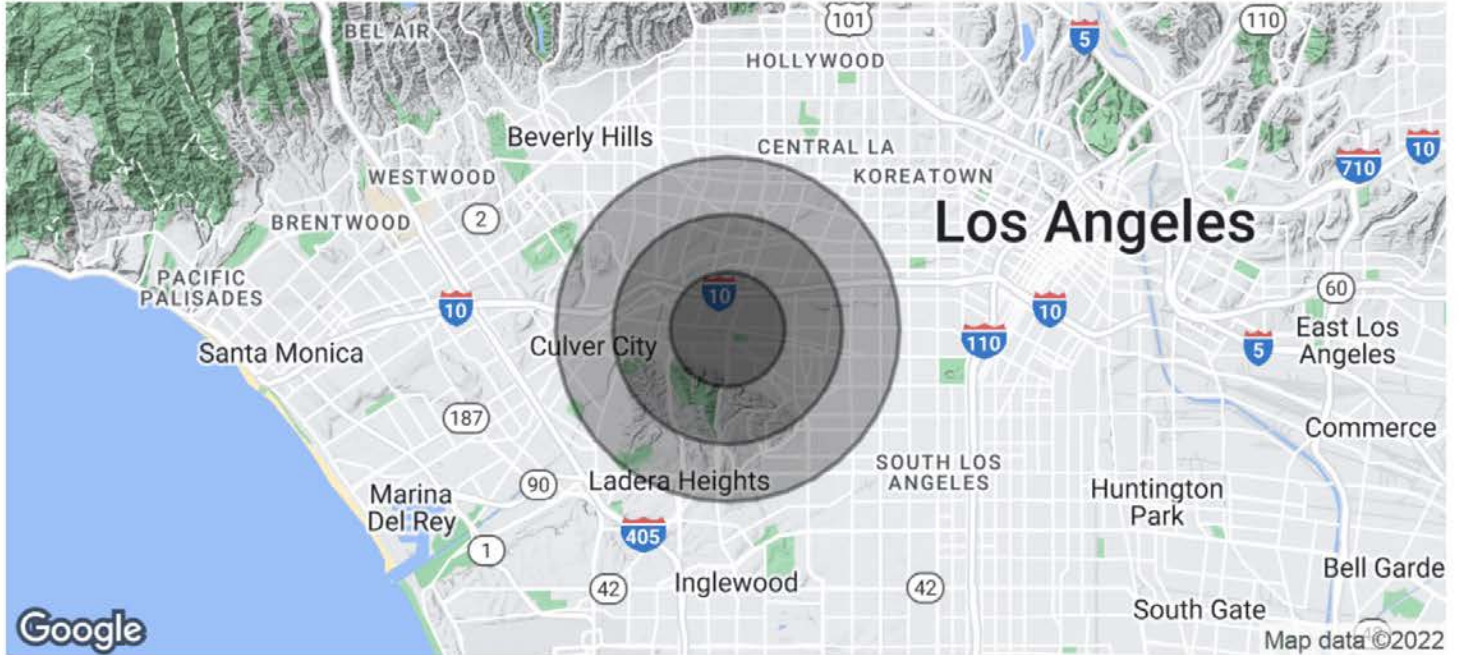 101
110
5
BEL AIR
HOLLYWOOD
Beverly Hills
CENTRAL LA
KOREATOWN
710
10
WESTWOOD
2
BRENTWOOD
Los Angeles
PACIFIC
PALISADES
10
10
10
60
Santa Monica
Culver City
110
5
East Los
Angeles
187
Commerce
SOUTH LOS
ANGELES
90
Ladera Heights
Marina
Del Rey
Huntington
Park
405
1
42
Inglewood
42
Bell Garde
South Gate
Google
Map data ©2022